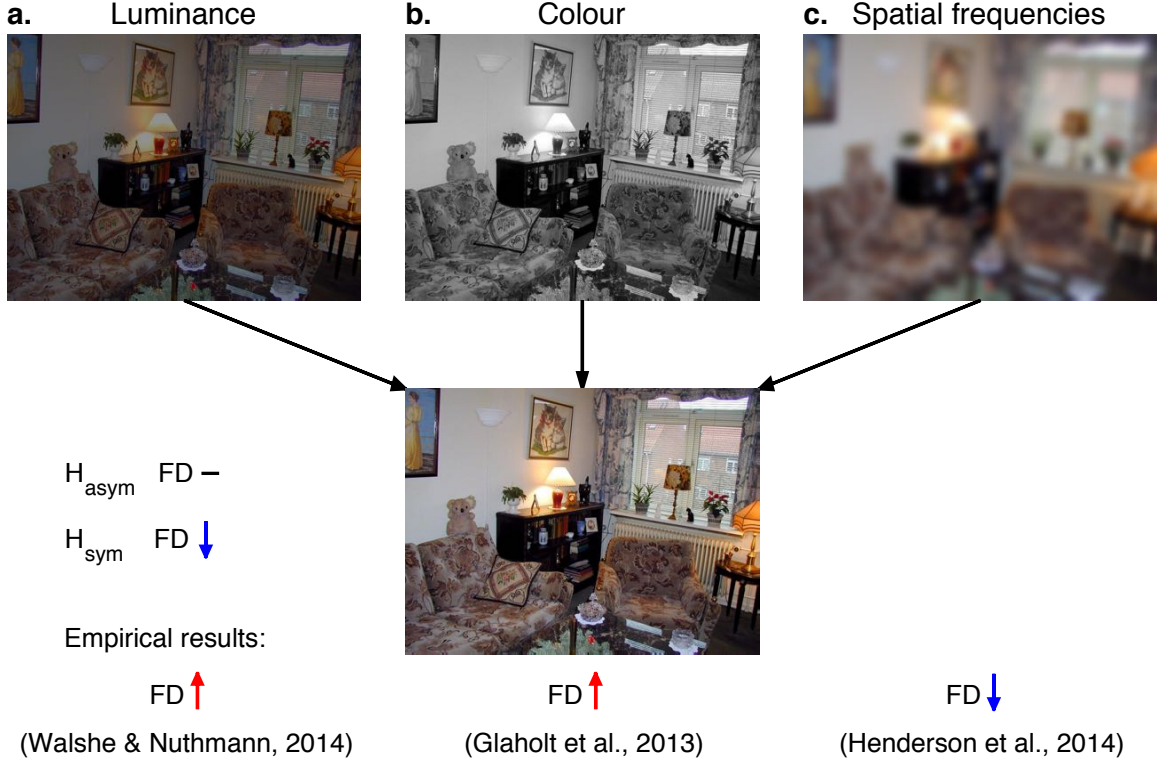 a. Luminance
b. Colour
c. Spatial frequencies
H_asym FD –
H_sym FD ↓
Empirical results:
FD ↑
FD ↑
FD ↓
(Walshe & Nuthmann, 2014)
(Glaholt et al., 2013)
(Henderson et al., 2014)